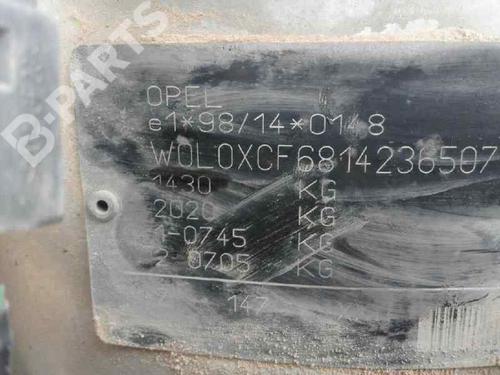 B-PARTS
OPEL
e1*98/14*0148
W0L0XCF6814236507
1430 KG
2020 KG
1-0745 KG
2-0705 KG
147